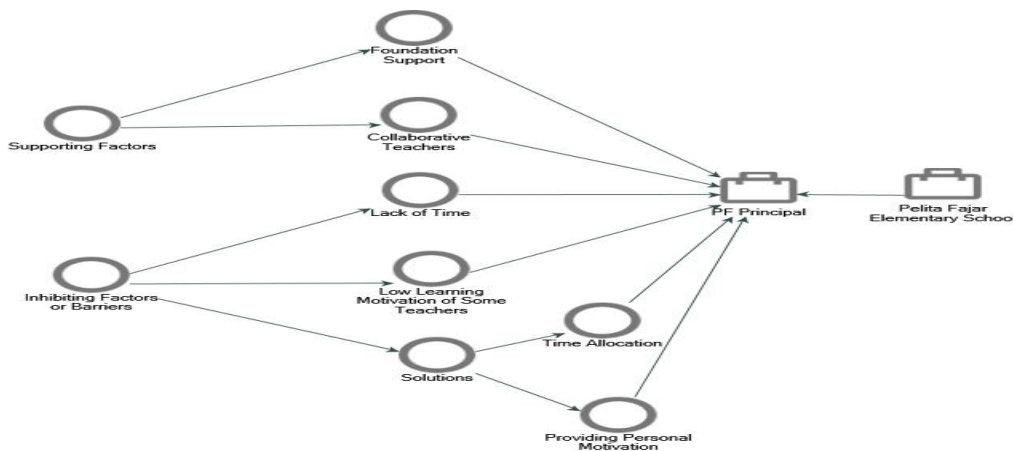 Foundation
Support
Supporting Factors
Collaborative
Teachers
Lack of Time
PF Principal
Pelita Fajar
Elementary Schoo
Inhibiting Factors
or Barriers
Low Learning
Motivation of Some
Teachers
Time Allocation
Solutions
Providing Personal
Motivation